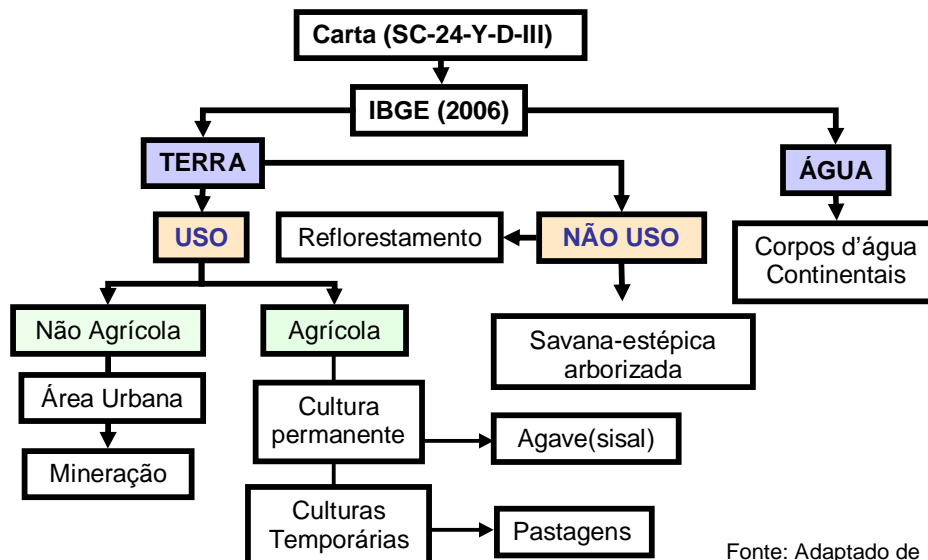 Carta (SC-24-Y-D-III)
IBGE (2006)
TERRA
ÁGUA
USO
Reflorestamento
NÃO USO
Corpos d'água
Continentais
Não Agrícola
Agrícola
Savana-estépica
arborizada
Área Urbana
Cultura
permanente
Agave(sisal)
Mineração
Culturas
Temporárias
Pastagens
Fonte: Adaptado de